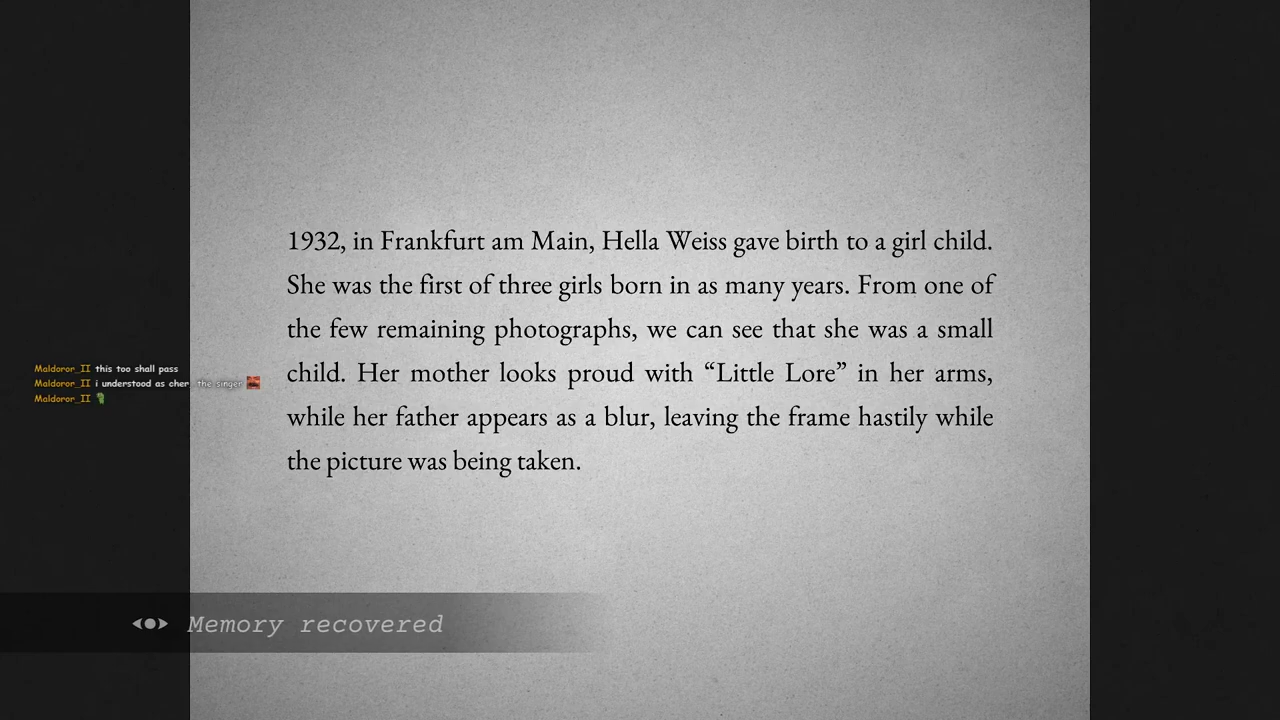 1932, in Frankfurt am Main, Hella Weiss gave birth to a girl child.
She was the first of three girls born in as many years. From one of
the few remaining photographs, we can see that she was a small
child. Her mother looks proud with “Little Lore” in her arms,
while her father appears as a blur, leaving the frame hastily while
the picture was being taken.
Maldoror_II this too shall pass
Maldoror_II i understood as cher, the singer
Maldoror_II
Memory recovered